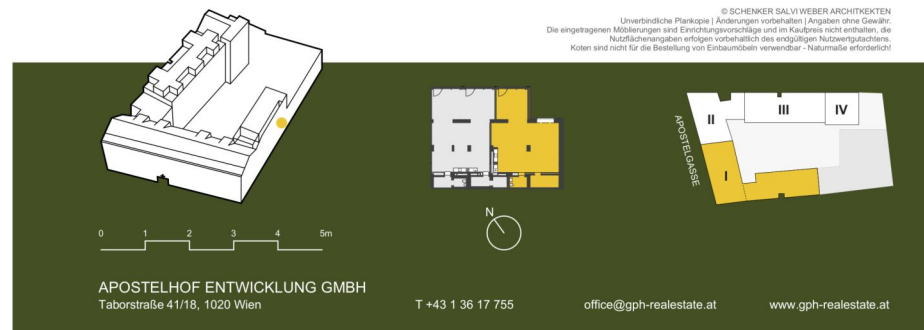 © SCHENKER SALVI WEBER ARCHITKEKTEN
Unverbindliche Plankopie | Änderungen vorbehalten | Angaben ohne Gewähr.
Die eingetragenen Möblierungen sind Einrichtungsvorschläge und im Kaufpreis nicht enthalten, die
Nutzflächenangaben erfolgen vorbehaltlich des endgültigen Nutzwertgutachtens.
Koten sind nicht für die Bestellung von Einbaumöbeln verwendbar - Naturmaße erforderlich!
II
III
IV
APOSTELGASSE
I
N
0 1 2 3 4 5m
APOSTELHOF ENTWICKLUNG GMBH
Taborstraße 41/18, 1020 Wien
T +43 1 36 17 755
office@gph-realestate.at
www.gph-realestate.at